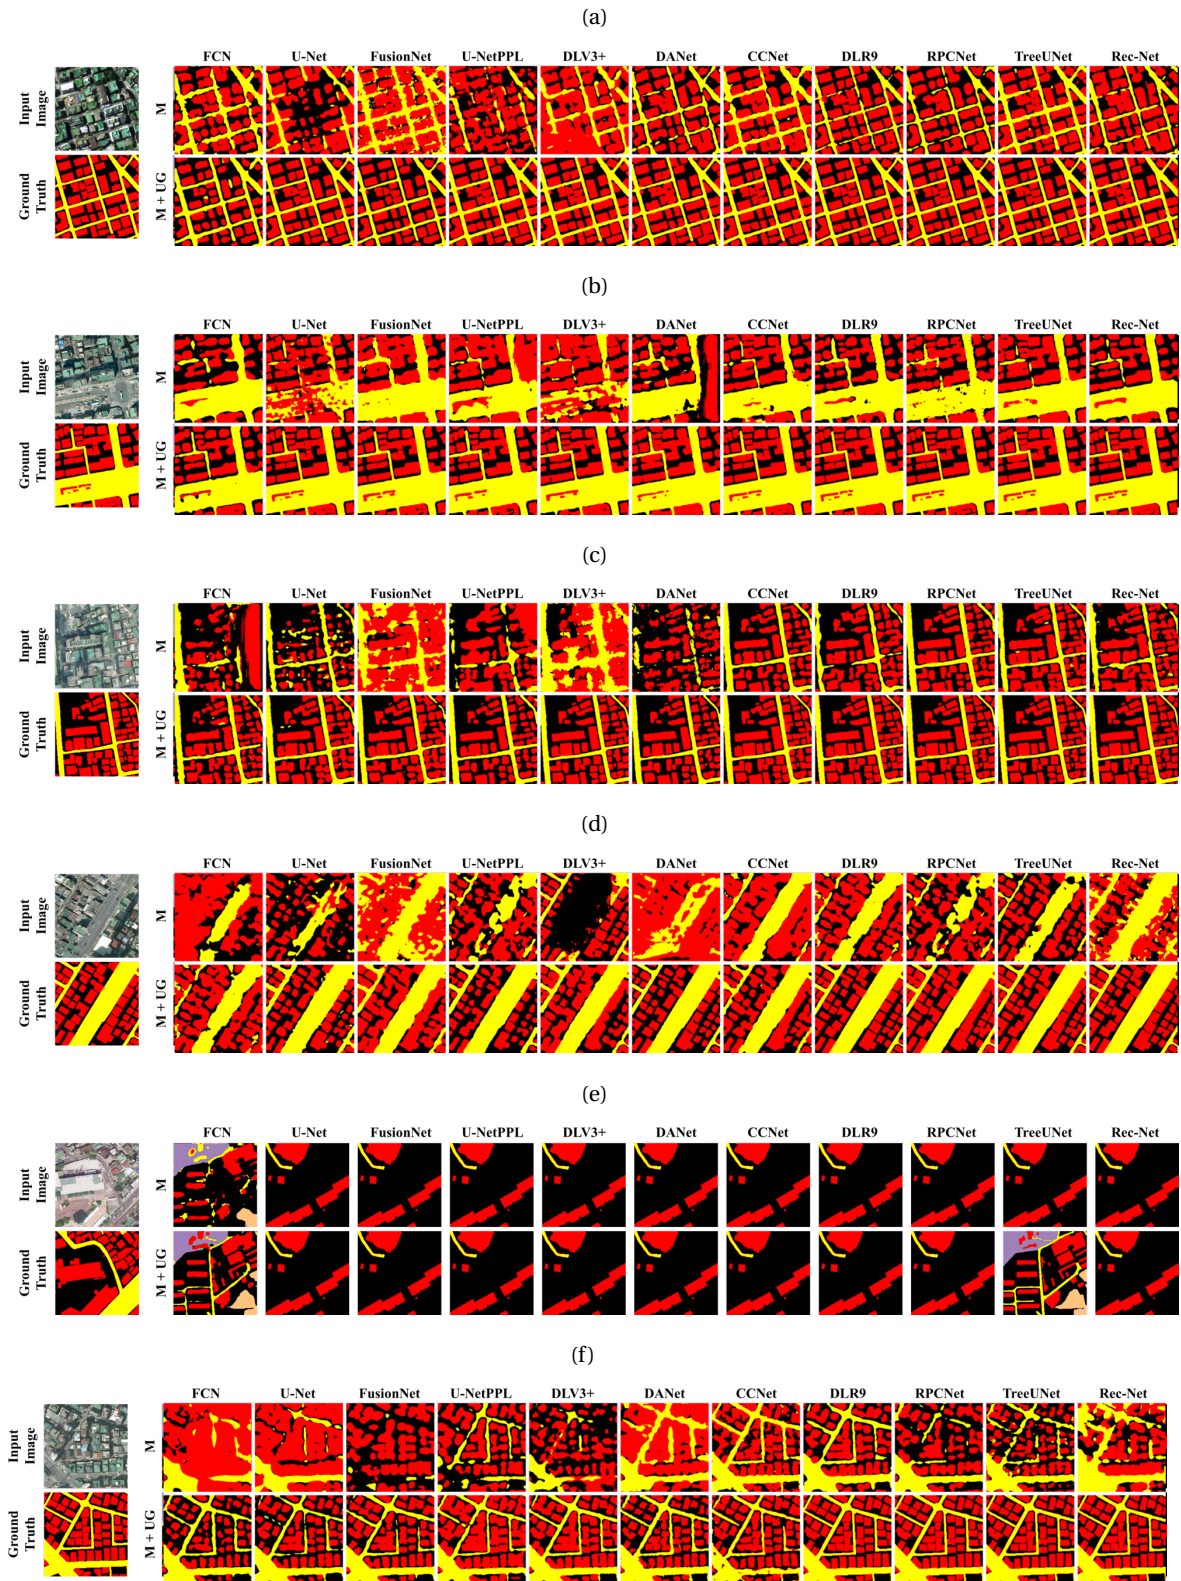 (a)
FCN U-Net FusionNet U-NetPPL DLV3+ DANet CCNet DLR9 RPCNet TreeUNet Rec-Net
Input Image
M
Ground Truth
M + UG
(b)
FCN U-Net FusionNet U-NetPPL DLV3+ DANet CCNet DLR9 RPCNet TreeUNet Rec-Net
Input Image
M
Ground Truth
M + UG
(c)
FCN U-Net FusionNet U-NetPPL DLV3+ DANet CCNet DLR9 RPCNet TreeUNet Rec-Net
Input Image
M
Ground Truth
M + UG
(d)
FCN U-Net FusionNet U-NetPPL DLV3+ DANet CCNet DLR9 RPCNet TreeUNet Rec-Net
Input Image
M
Ground Truth
M + UG
(e)
FCN U-Net FusionNet U-NetPPL DLV3+ DANet CCNet DLR9 RPCNet TreeUNet Rec-Net
Input Image
M
Ground Truth
M + UG
(f)
FCN U-Net FusionNet U-NetPPL DLV3+ DANet CCNet DLR9 RPCNet TreeUNet Rec-Net
Input Image
M
Ground Truth
M + UG